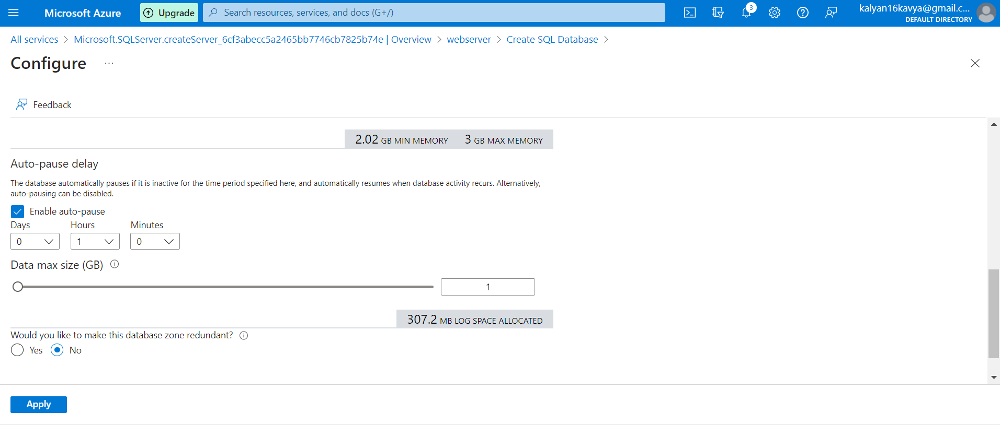 Microsoft Azure
Upgrade
Search resources, services, and docs (G+/)
3
kalyan16kavya@gmail.c...
DEFAULT DIRECTORY
All services > Microsoft.SQLServer.createServer_6cf3abecc5a2465bb7746cb7825b74e | Overview > webserver > Create SQL Database >
Configure ...
Feedback
2.02 GB MIN MEMORY 3 GB MAX MEMORY
Auto-pause delay
The database automatically pauses if it is inactive for the time period specified here, and automatically resumes when database activity recurs. Alternatively,
auto-pausing can be disabled.
Enable auto-pause
Days Hours Minutes
0 1 0
Data max size (GB)
1
307.2 MB LOG SPACE ALLOCATED
Would you like to make this database zone redundant?
Yes No
Apply